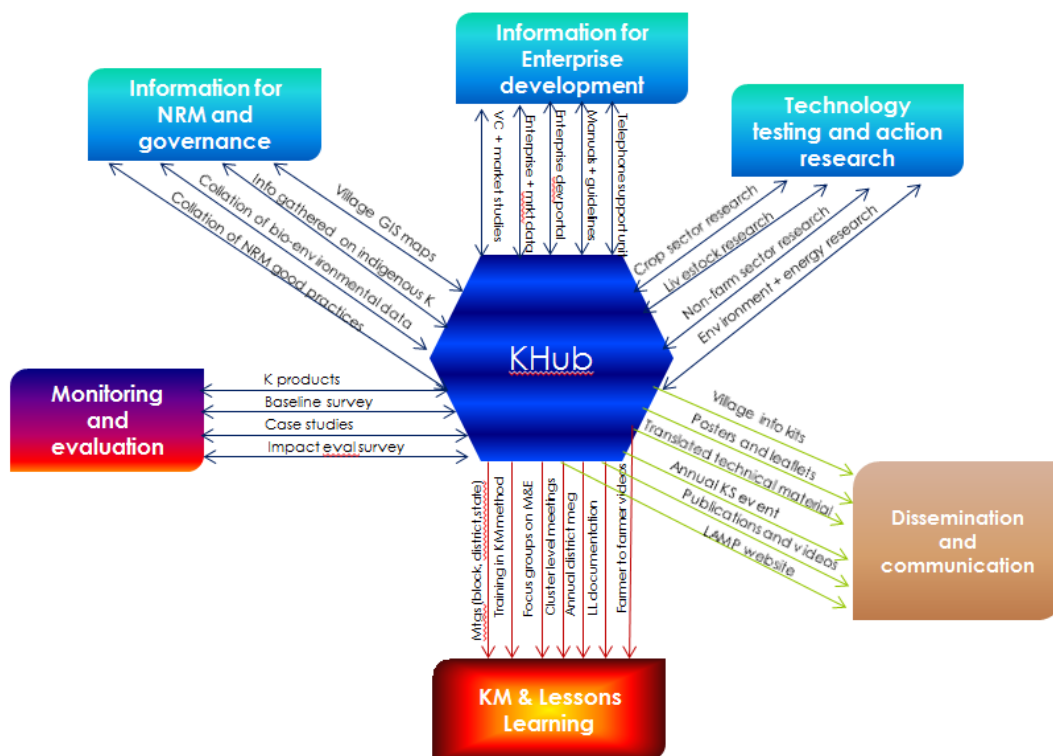 Information for
Enterprise
development
Information for
NRM and
governance
Technology
testing and action
research
VC + market studies
Enterprise + mrkt data
Enterprise dev portal
Manuals + guidelines
Telephone support unit
Village GIS maps
Info gathered on indigenous K
Collation of bio-environmental data
Collation of NRM good practices
Crop sector research
Livestock research
Non-farm sector research
Environment + energy research
KHub
Monitoring
and
evaluation
K products
Baseline survey
Case studies
Impact eval survey
Village info kits
Posters and leaflets
Translated technical material
Annual KS event
Publications and videos
LAMP website
Dissemination
and
communication
Mtgs (block, district, state)
Training in KM method
Focus groups on M&E
Cluster level meetings
Annual district meg
LL documentation
Farmer to farmer videos
KM & Lessons
Learning